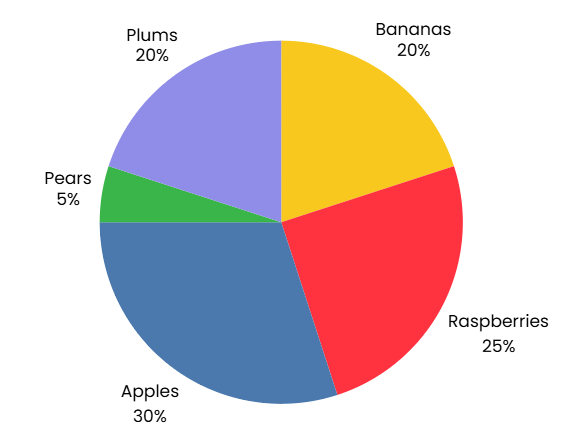 Plums
20%
Bananas
20%
Pears
5%
Raspberries
25%
Apples
30%